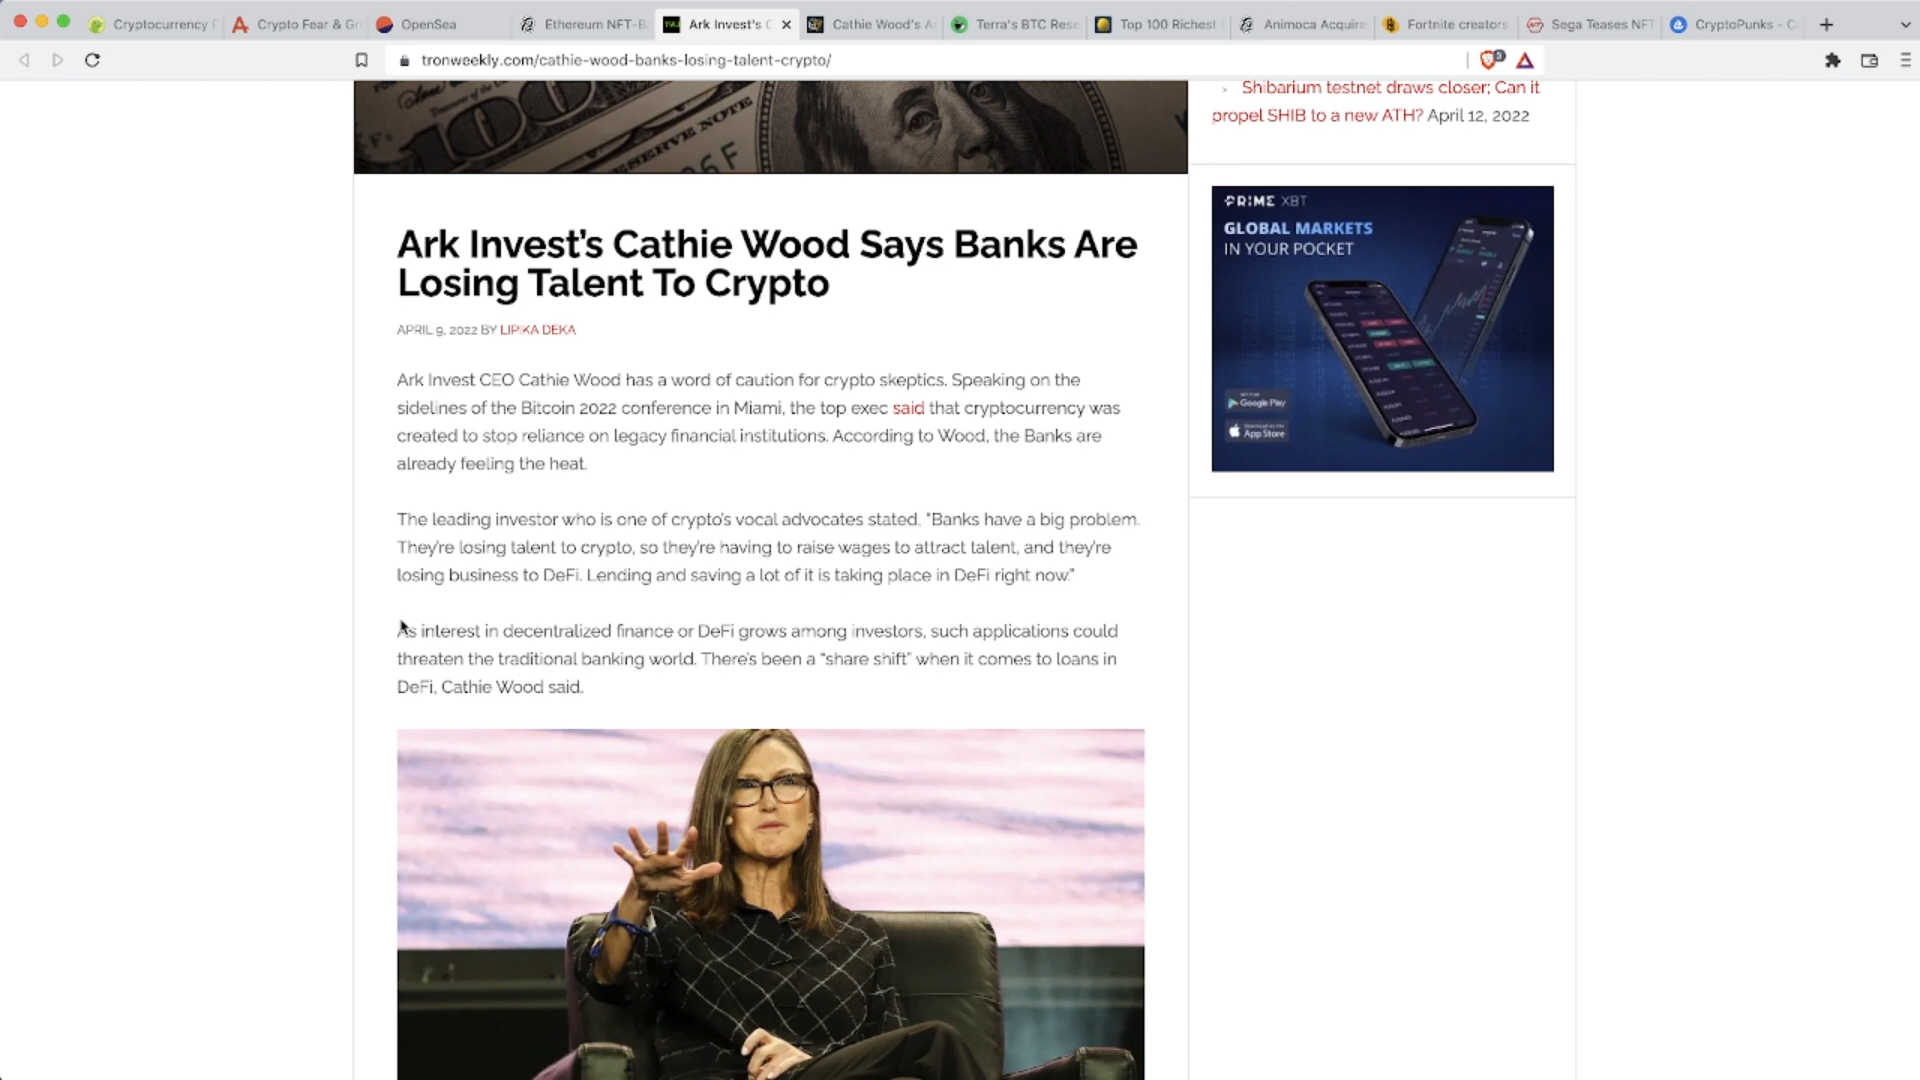 Cryptocurrency P
Crypto Fear & Gr
OpenSea
Ethereum NFT-B
Ark Invest's C
Cathie Wood's A
Terra's BTC Rese
Top 100 Richest
Animoca Acquire
Fortnite creators
Sega Teases NFT
CryptoPunks - C
tronweekly.com/cathie-wood-banks-losing-talent-crypto/
100
RVE NOTE
Shibarium testnet draws closer; Can it
propel SHIB to a new ATH? April 12, 2022
PRIME XBT
GLOBAL MARKETS
IN YOUR POCKET
Google Play
App Store
Ark Invest's Cathie Wood Says Banks Are
Losing Talent To Crypto
APRIL 9, 2022 BY LIPIKA DEKA
Ark Invest CEO Cathie Wood has a word of caution for crypto skeptics. Speaking on the
sidelines of the Bitcoin 2022 conference in Miami, the top exec said that cryptocurrency was
created to stop reliance on legacy financial institutions. According to Wood, the Banks are
already feeling the heat.
The leading investor who is one of crypto's vocal advocates stated, "Banks have a big problem.
They're losing talent to crypto, so they're having to raise wages to attract talent, and they're
losing business to DeFi. Lending and saving a lot of it is taking place in DeFi right now."
As interest in decentralized finance or DeFi grows among investors, such applications could
threaten the traditional banking world. There's been a "share shift" when it comes to loans in
DeFi, Cathie Wood said.